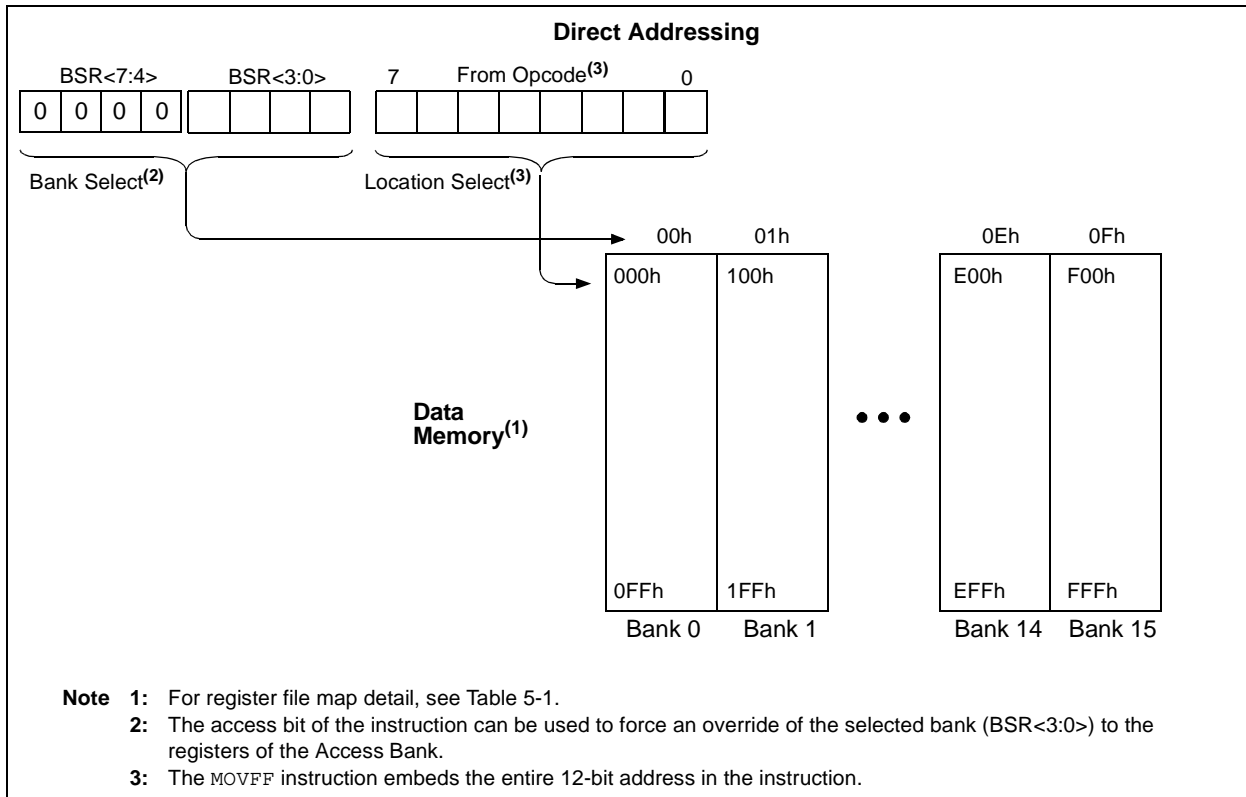 Direct Addressing
BSR<7:4> BSR<3:0> 7 From Opcode(3) 0
0 0 0 0
Bank Select(2) Location Select(3)
00h 01h 0Eh 0Fh
000h 100h E00h F00h
Data
Memory(1)
0FFh 1FFh EFFh FFFh
Bank 0 Bank 1 Bank 14 Bank 15
Note 1: For register file map detail, see Table 5-1.
2: The access bit of the instruction can be used to force an override of the selected bank (BSR<3:0>) to the
registers of the Access Bank.
3: The MOVFF instruction embeds the entire 12-bit address in the instruction.